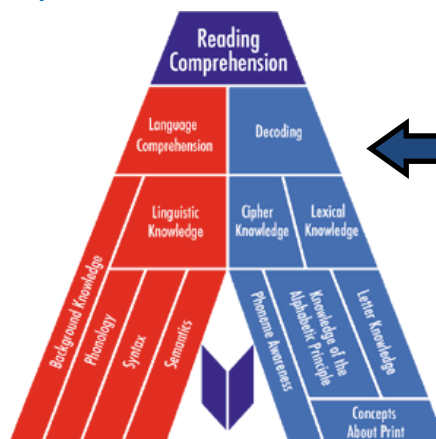 Reading
Comprehension
Language
Comprehension
Decoding
Linguistic
Knowledge
Cipher
Knowledge
Lexical
Knowledge
Background Knowledge
Phonology
Syntax
Semantics
Phoneme Awareness
Knowledge of the
Alphabetic Principle
Letter Knowledge
Concepts
About Print